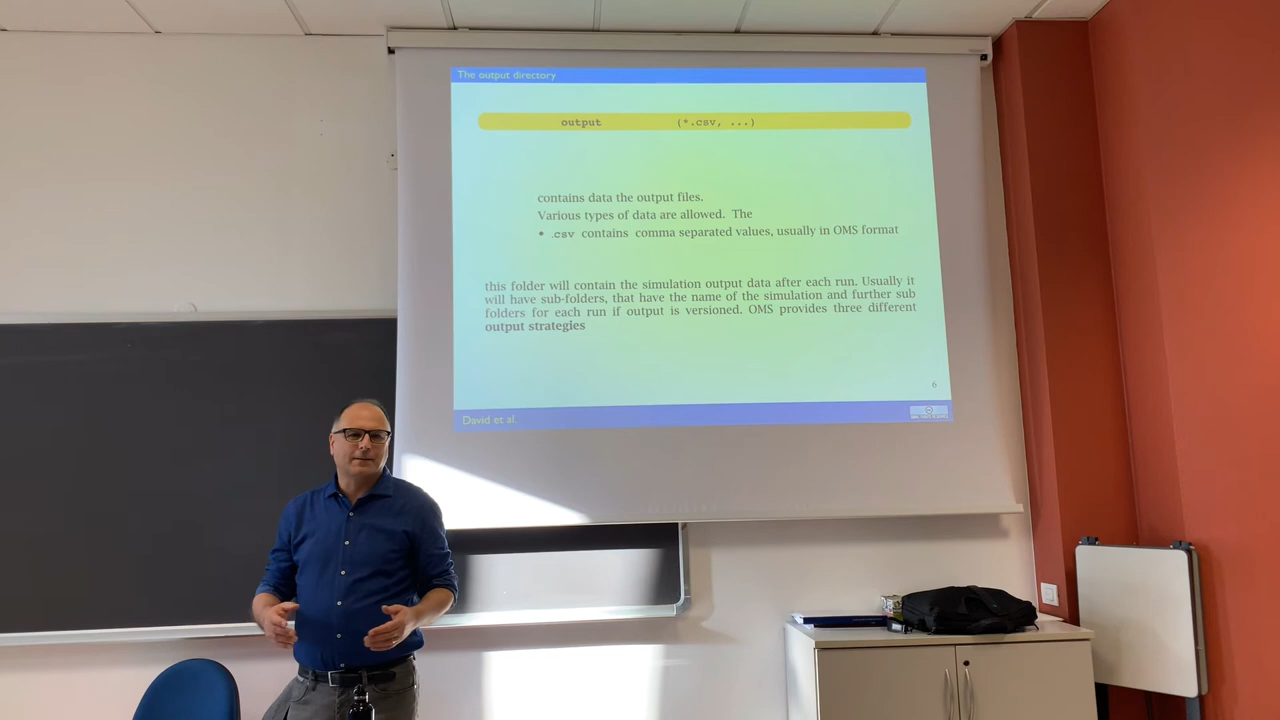 The output directory
output (*.csv, ...)
contains data the output files.
Various types of data are allowed. The
• .csv contains comma separated values, usually in OMS format
this folder will contain the simulation output data after each run. Usually it
will have sub-folders, that have the name of the simulation and further sub
folders for each run if output is versioned. OMS provides three different
output strategies
6
David et al.